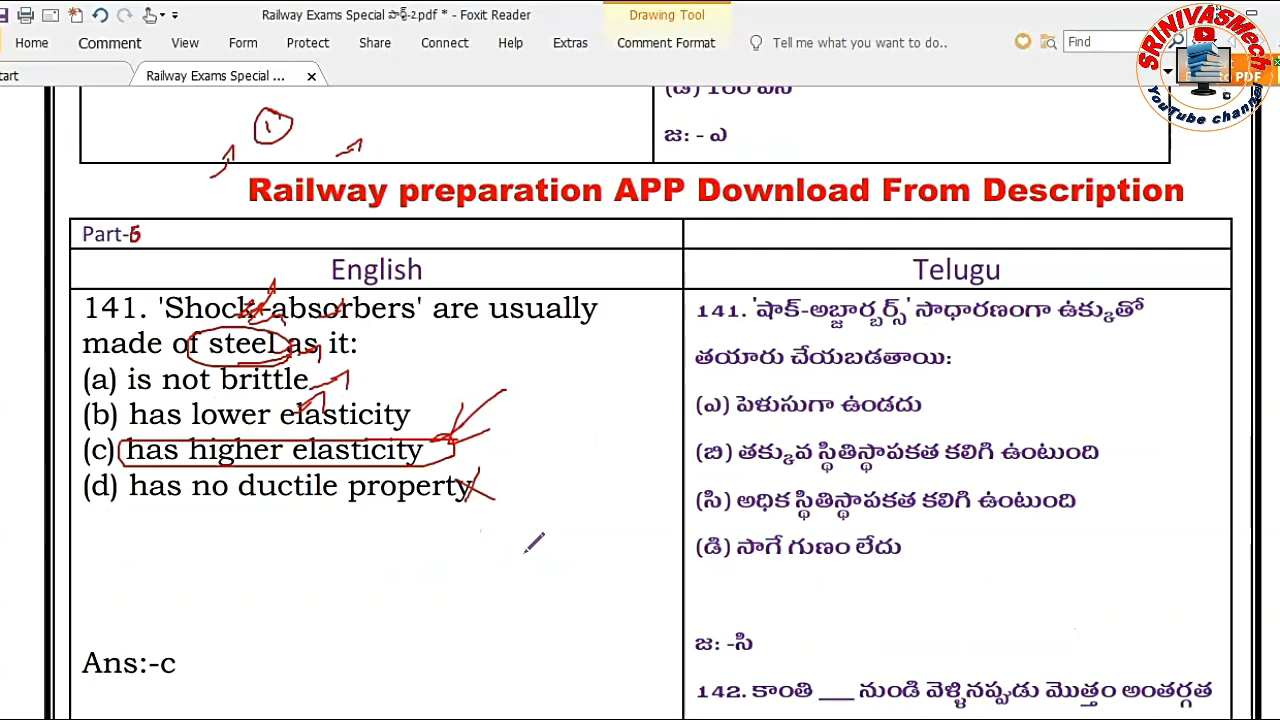 Railway Exams Special పార్ట్-2.pdf * - Foxit Reader
Drawing Tool
Home Comment View Form Protect Share Connect Help Extras Comment Format Tell me what you want to do.. Find
tart
Railway Exams Special ...
PDF
SRINIVASMech
YouTube channel
(డి) 100 ఎస్
జ: - ఎ
Railway preparation APP Download From Description
Part-5
English
Telugu
141. 'Shock-absorbers' are usually
made of steeL as it:
(a) is not brittle
(b) has lower elasticity
(c) has higher elasticity
(d) has no ductile property
Ans:-c
141. 'షాక్-అబ్జార్బర్స్' సాధారణంగా ఉక్కుతో
తయారు చేయబడతాయి:
(ఎ) పెళుసుగా ఉండదు
(బి) తక్కువ స్థితిస్థాపకత కలిగి ఉంటుంది
(సి) అధిక స్థితిస్థాపకత కలిగి ఉంటుంది
(డి) సాగే గుణం లేదు
జ: -సి
142. కాంతి ___ నుండి వెళ్లినప్పుడు మొత్తం అంతర్గత